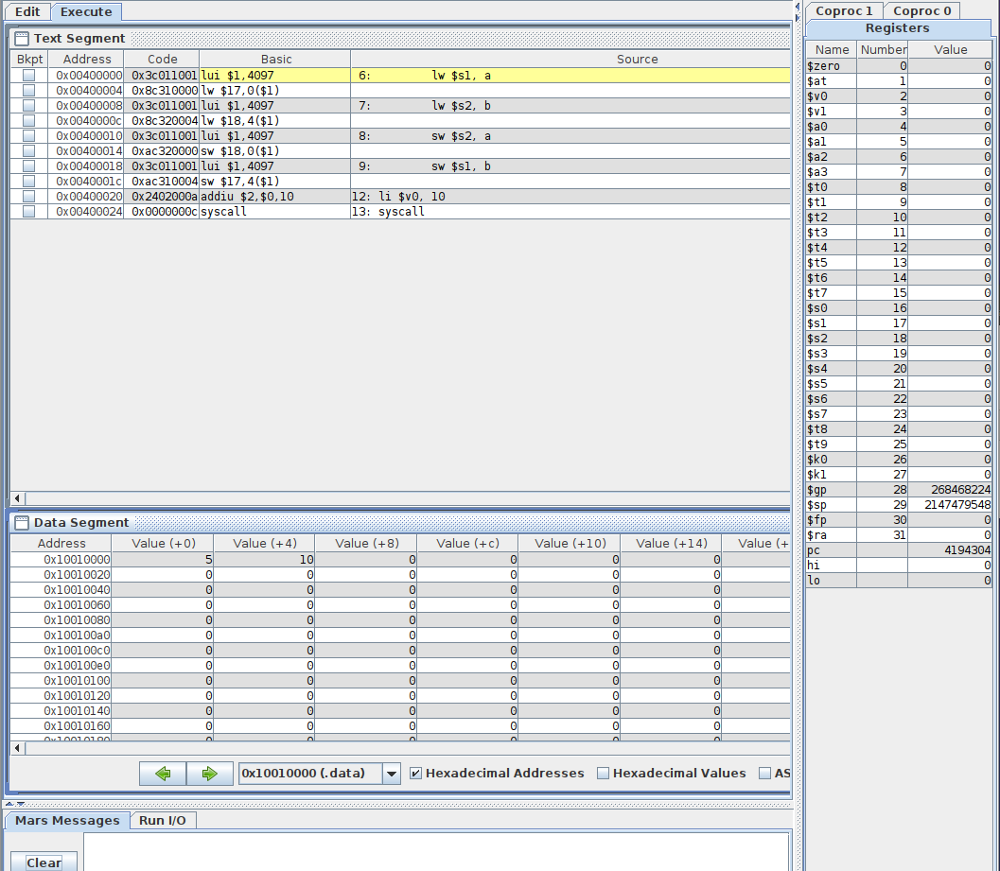 Edit Execute
Text Segment
Bkpt Address Code Basic Source
0x00400000 0x3c011001 lui $1,4097 6: lw $s1, a
0x00400004 0x8c310000 lw $17,0($1)
0x00400008 0x3c011001 lui $1,4097 7: lw $s2, b
0x0040000c 0x8c320004 lw $18,4($1)
0x00400010 0x3c011001 lui $1,4097 8: sw $s2, a
0x00400014 0xac320000 sw $18,0($1)
0x00400018 0x3c011001 lui $1,4097 9: sw $s1, b
0x0040001c 0xac310004 sw $17,4($1)
0x00400020 0x2402000a addiu $2,$0,10 12: li $v0, 10
0x00400024 0x0000000c syscall 13: syscall
Data Segment
Address Value (+0) Value (+4) Value (+8) Value (+c) Value (+10) Value (+14) Value (+
0x10010000 5 10 0 0 0 0
0x10010020 0 0 0 0 0 0
0x10010040 0 0 0 0 0 0
0x10010060 0 0 0 0 0 0
0x10010080 0 0 0 0 0 0
0x100100a0 0 0 0 0 0 0
0x100100c0 0 0 0 0 0 0
0x100100e0 0 0 0 0 0 0
0x10010100 0 0 0 0 0 0
0x10010120 0 0 0 0 0 0
0x10010140 0 0 0 0 0 0
0x10010160 0 0 0 0 0 0
0x10010180 0 0 0 0 0 0
0x10010000 (.data) Hexadecimal Addresses Hexadecimal Values AS
Mars Messages Run I/O
Clear
Coproc 1 Coproc 0
Registers
Name Number Value
$zero 0 0
$at 1 0
$v0 2 0
$v1 3 0
$a0 4 0
$a1 5 0
$a2 6 0
$a3 7 0
$t0 8 0
$t1 9 0
$t2 10 0
$t3 11 0
$t4 12 0
$t5 13 0
$t6 14 0
$t7 15 0
$s0 16 0
$s1 17 0
$s2 18 0
$s3 19 0
$s4 20 0
$s5 21 0
$s6 22 0
$s7 23 0
$t8 24 0
$t9 25 0
$k0 26 0
$k1 27 0
$gp 28 268468224
$sp 29 2147479548
$fp 30 0
$ra 31 0
pc 4194304
hi 0
lo 0